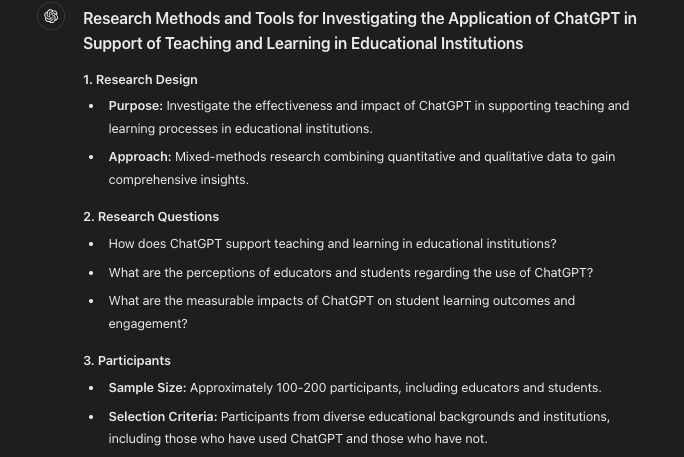 Research Methods and Tools for Investigating the Application of ChatGPT in
Support of Teaching and Learning in Educational Institutions
1. Research Design
• Purpose: Investigate the effectiveness and impact of ChatGPT in supporting teaching and
learning processes in educational institutions.
• Approach: Mixed-methods research combining quantitative and qualitative data to gain
comprehensive insights.
2. Research Questions
• How does ChatGPT support teaching and learning in educational institutions?
• What are the perceptions of educators and students regarding the use of ChatGPT?
• What are the measurable impacts of ChatGPT on student learning outcomes and
engagement?
3. Participants
• Sample Size: Approximately 100-200 participants, including educators and students.
• Selection Criteria: Participants from diverse educational backgrounds and institutions,
including those who have used ChatGPT and those who have not.